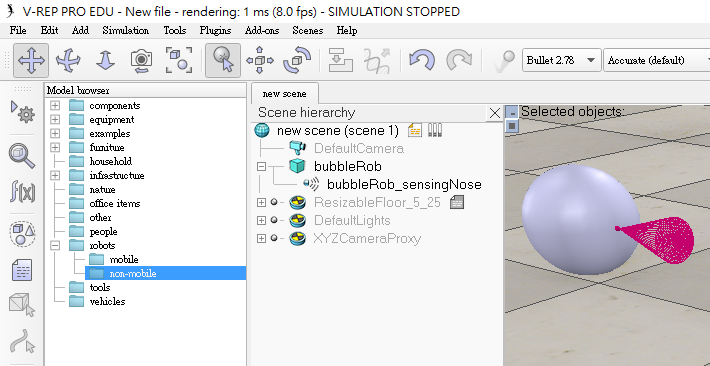 V-REP PRO EDU - New file - rendering: 1 ms (8.0 fps) - SIMULATION STOPPED
File Edit Add Simulation Tools Plugins Add-ons Scenes Help
Bullet 2.78 Accurate (default)
Model browser
components
equipment
examples
furniture
household
infrastructure
nature
office items
other
people
robots
mobile
non-mobile
tools
vehicles
new scene
Scene hierarchy
new scene (scene 1)
DefaultCamera
bubbleRob
bubbleRob_sensingNose
ResizableFloor_5_25
DefaultLights
XYZCameraProxy
Selected objects:
f(x)